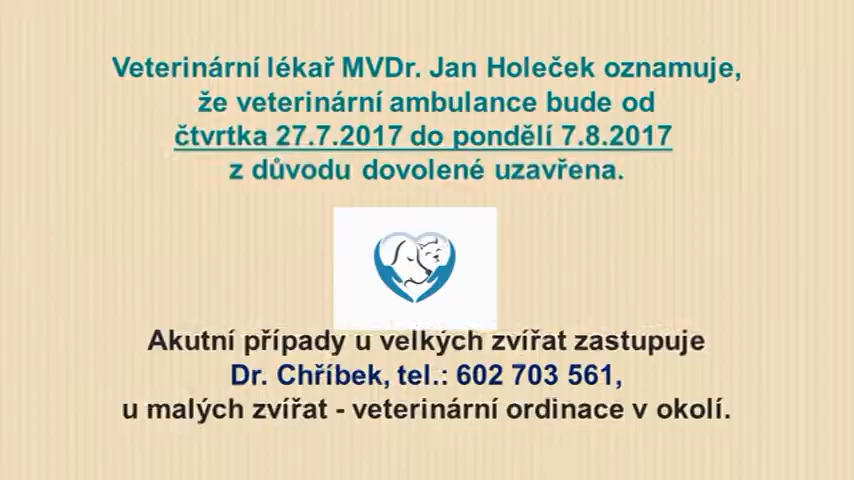 Veterinární lékař MVDr. Jan Holeček oznamuje,
že veterinární ambulance bude od
čtvrtka 27.7.2017 do pondělí 7.8.2017
z důvodu dovolené uzavřena.
Akutní případy u velkých zvířat zastupuje
Dr. Chříbek, tel.: 602 703 561,
u malých zvířat - veterinární ordinace v okolí.